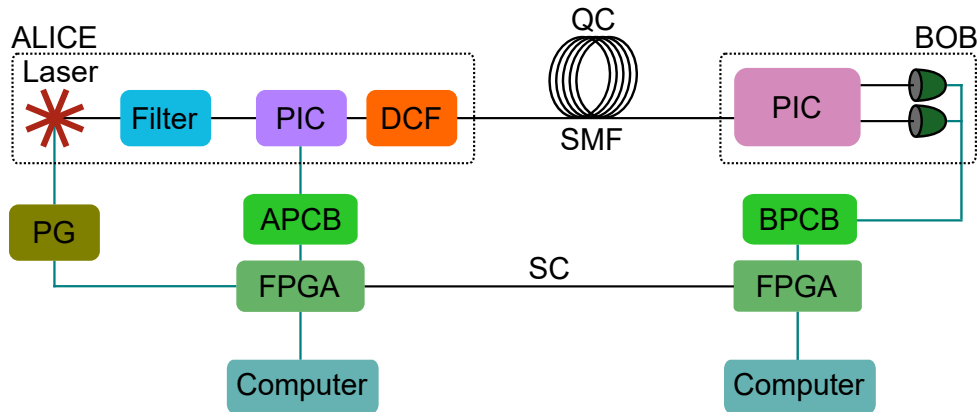 QC
ALICE
BOB
Laser
Filter
PIC
DCF
PIC
SMF
PG
APCB
BPCB
SC
FPGA
FPGA
Computer
Computer